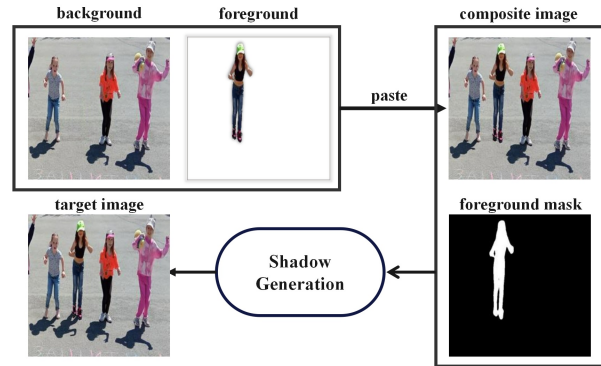 background
foreground
composite image
paste
target image
foreground mask
Shadow
Generation